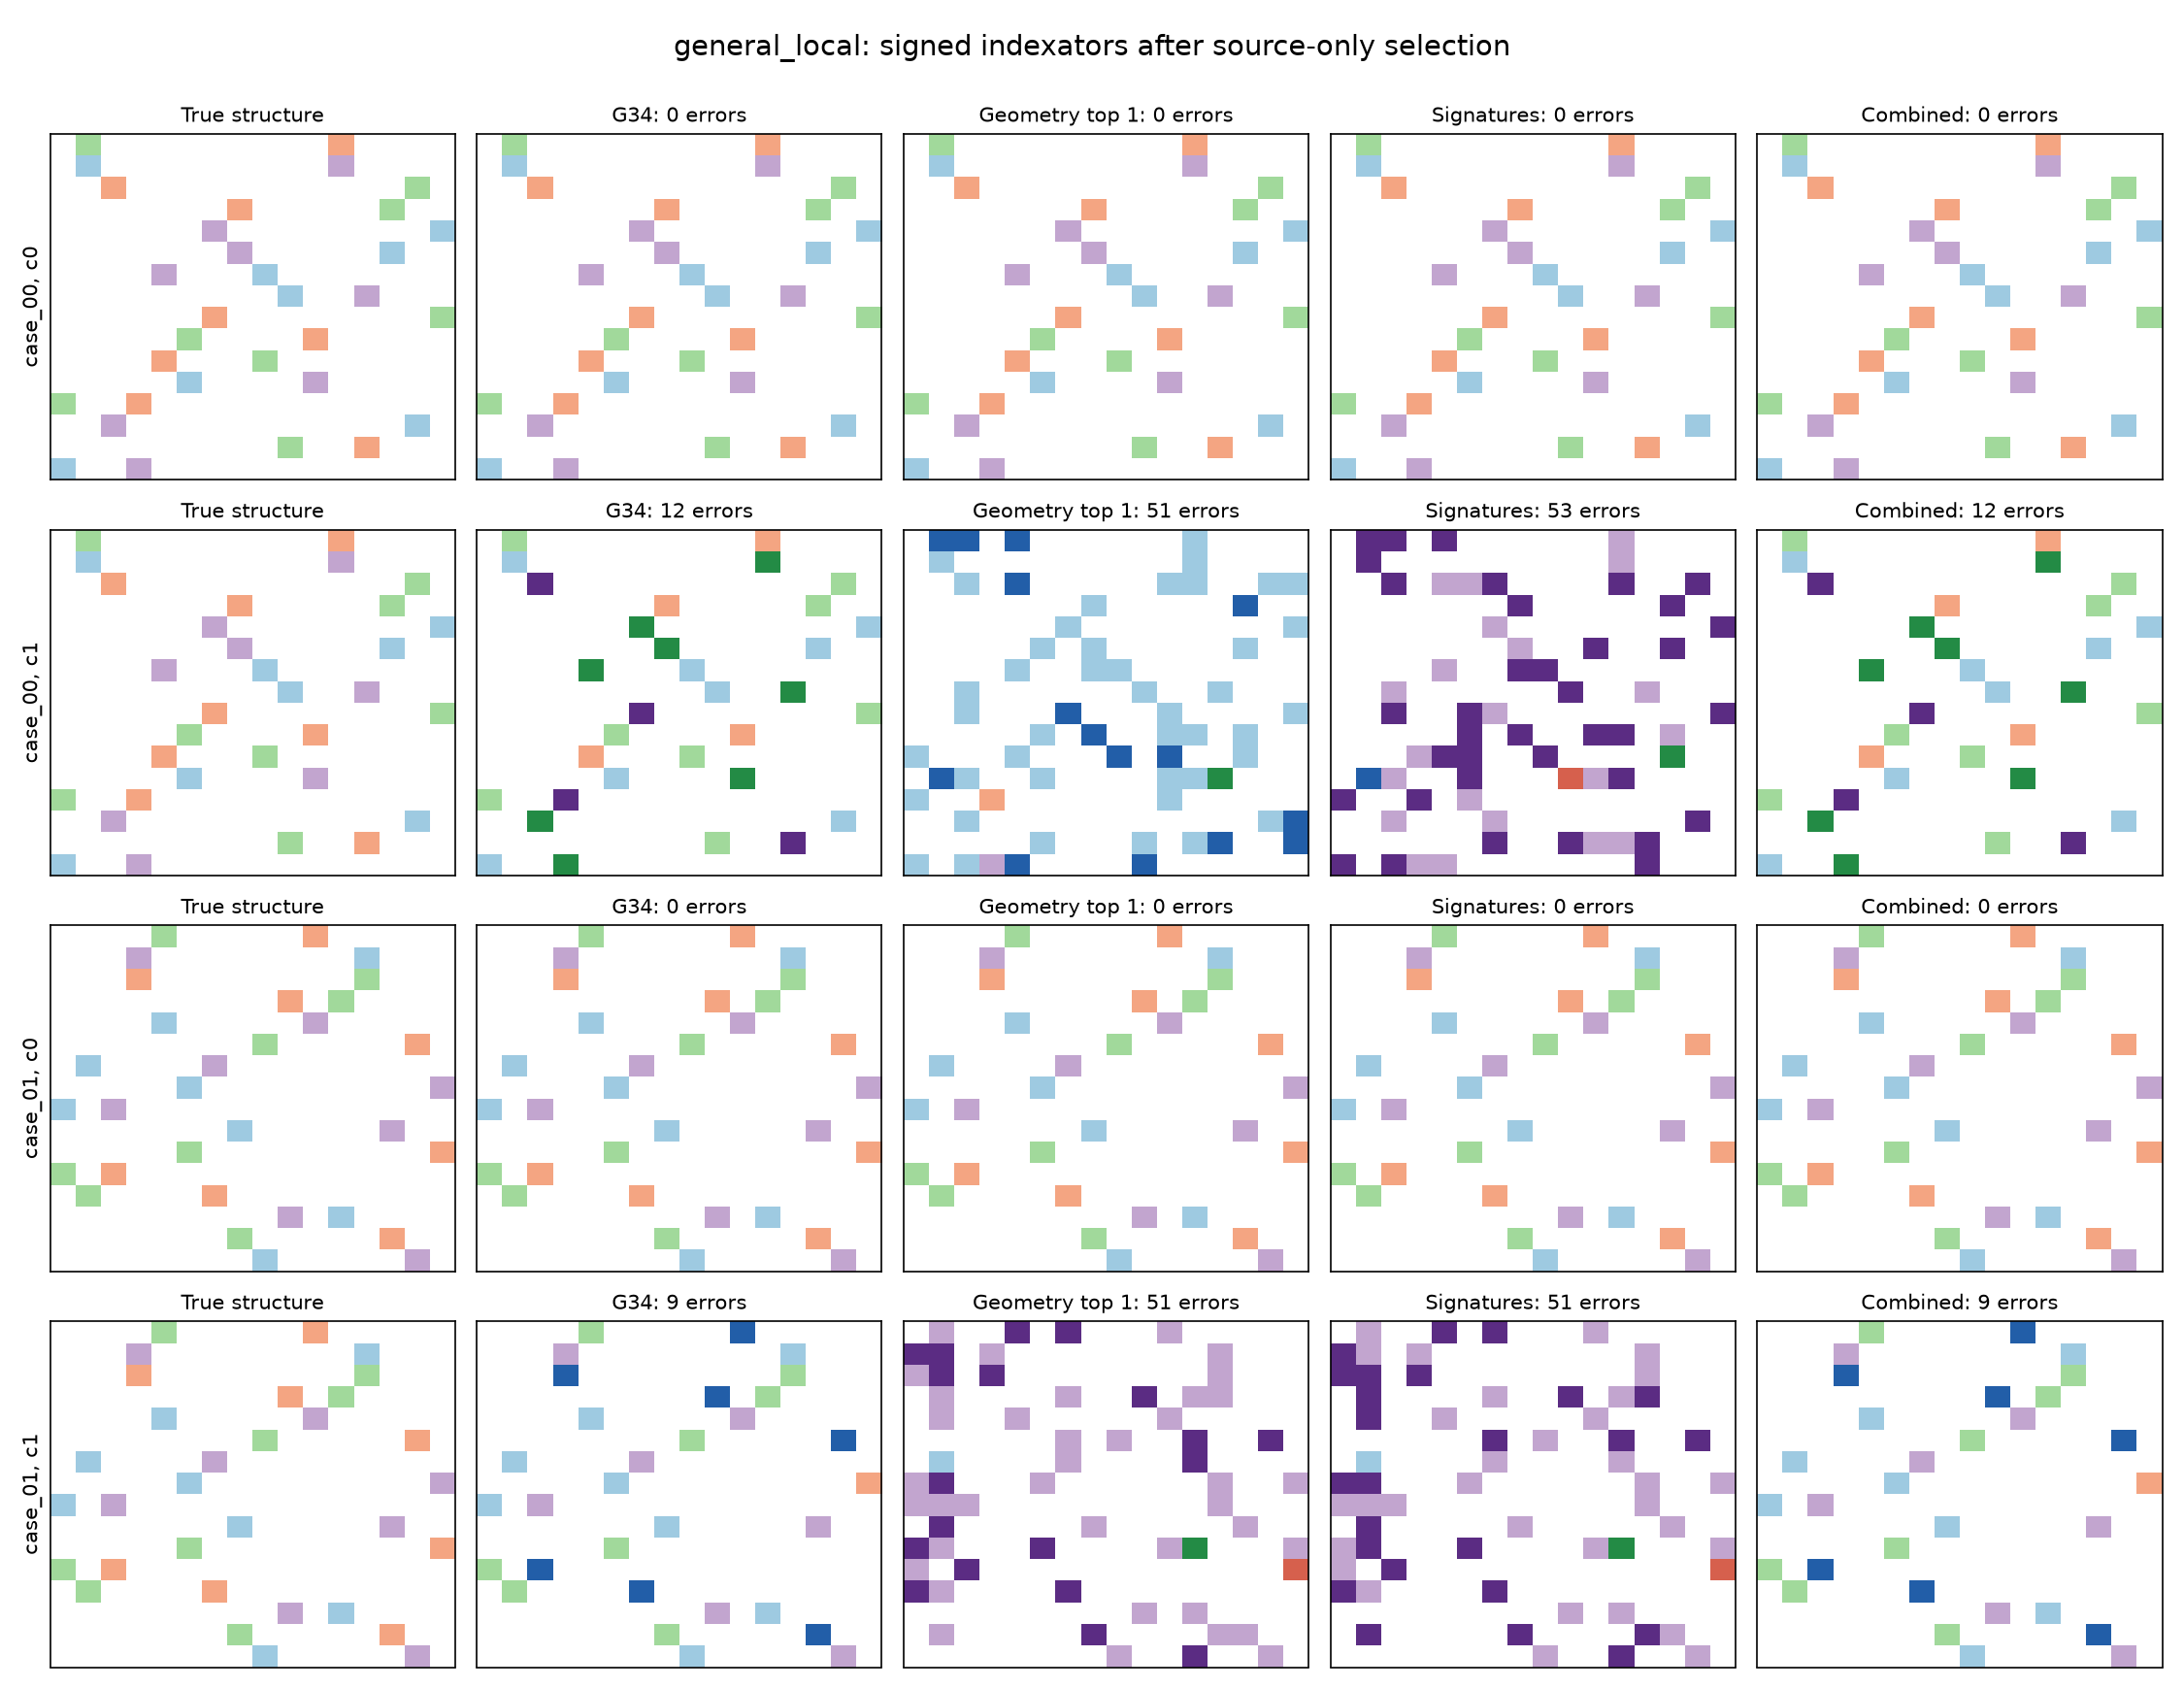 general_local: signed indexators after source-only selection
True structure
G34: 0 errors
Geometry top 1: 0 errors
Signatures: 0 errors
Combined: 0 errors
case_00, c0
True structure
G34: 12 errors
Geometry top 1: 51 errors
Signatures: 53 errors
Combined: 12 errors
case_00, c1
True structure
G34: 0 errors
Geometry top 1: 0 errors
Signatures: 0 errors
Combined: 0 errors
case_01, c0
True structure
G34: 9 errors
Geometry top 1: 51 errors
Signatures: 51 errors
Combined: 9 errors
case_01, c1